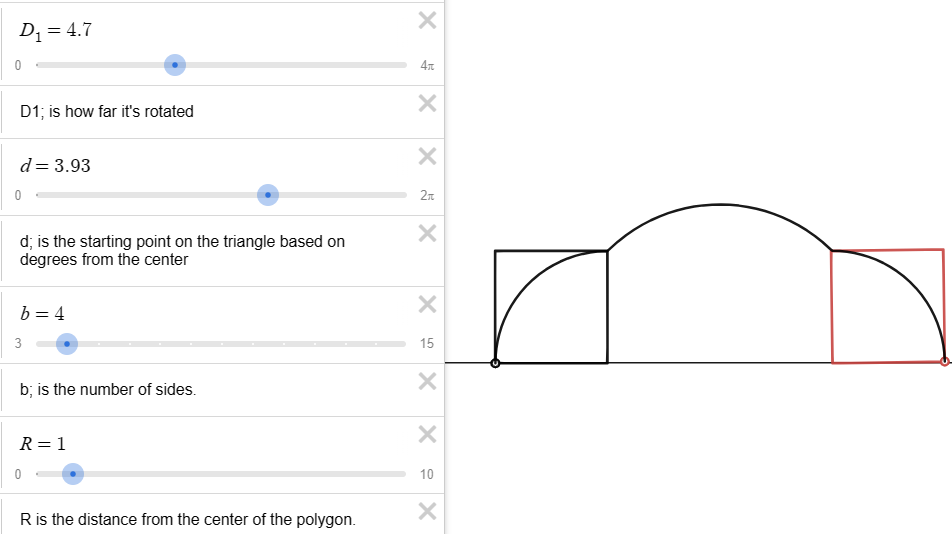 D₁ = 4.7
0 4π
D1; is how far it's rotated
d = 3.93
0 2π
d; is the starting point on the triangle based on
degrees from the center
b = 4
3 15
b; is the number of sides.
R = 1
0 10
R is the distance from the center of the polygon.